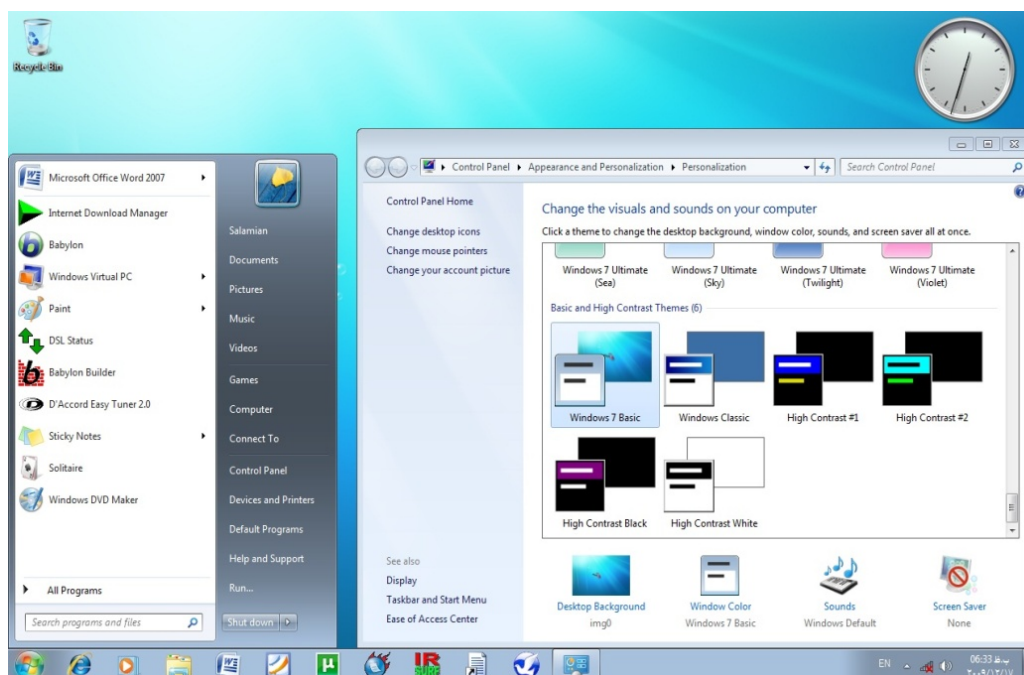 Recycle Bin
Microsoft Office Word 2007
Internet Download Manager
Babylon
Windows Virtual PC
Paint
DSL Status
Babylon Builder
D'Accord Easy Tuner 2.0
Sticky Notes
Solitaire
Windows DVD Maker
All Programs
Search programs and files
Salamian
Documents
Pictures
Music
Videos
Games
Computer
Connect To
Control Panel
Devices and Printers
Default Programs
Help and Support
Run...
Shut down
Control Panel Appearance and Personalization Personalization
Search Control Panel
Control Panel Home
Change desktop icons
Change mouse pointers
Change your account picture
See also
Display
Taskbar and Start Menu
Ease of Access Center
Change the visuals and sounds on your computer
Click a theme to change the desktop background, window color, sounds, and screen saver all at once.
Windows 7 Ultimate (Sea)
Windows 7 Ultimate (Sky)
Windows 7 Ultimate (Twilight)
Windows 7 Ultimate (Violet)
Basic and High Contrast Themes (6)
Windows 7 Basic
Windows Classic
High Contrast #1
High Contrast #2
High Contrast Black
High Contrast White
Desktop Background
img0
Window Color
Windows 7 Basic
Sounds
Windows Default
Screen Saver
None
IR
EN
06:33 ب.ظ